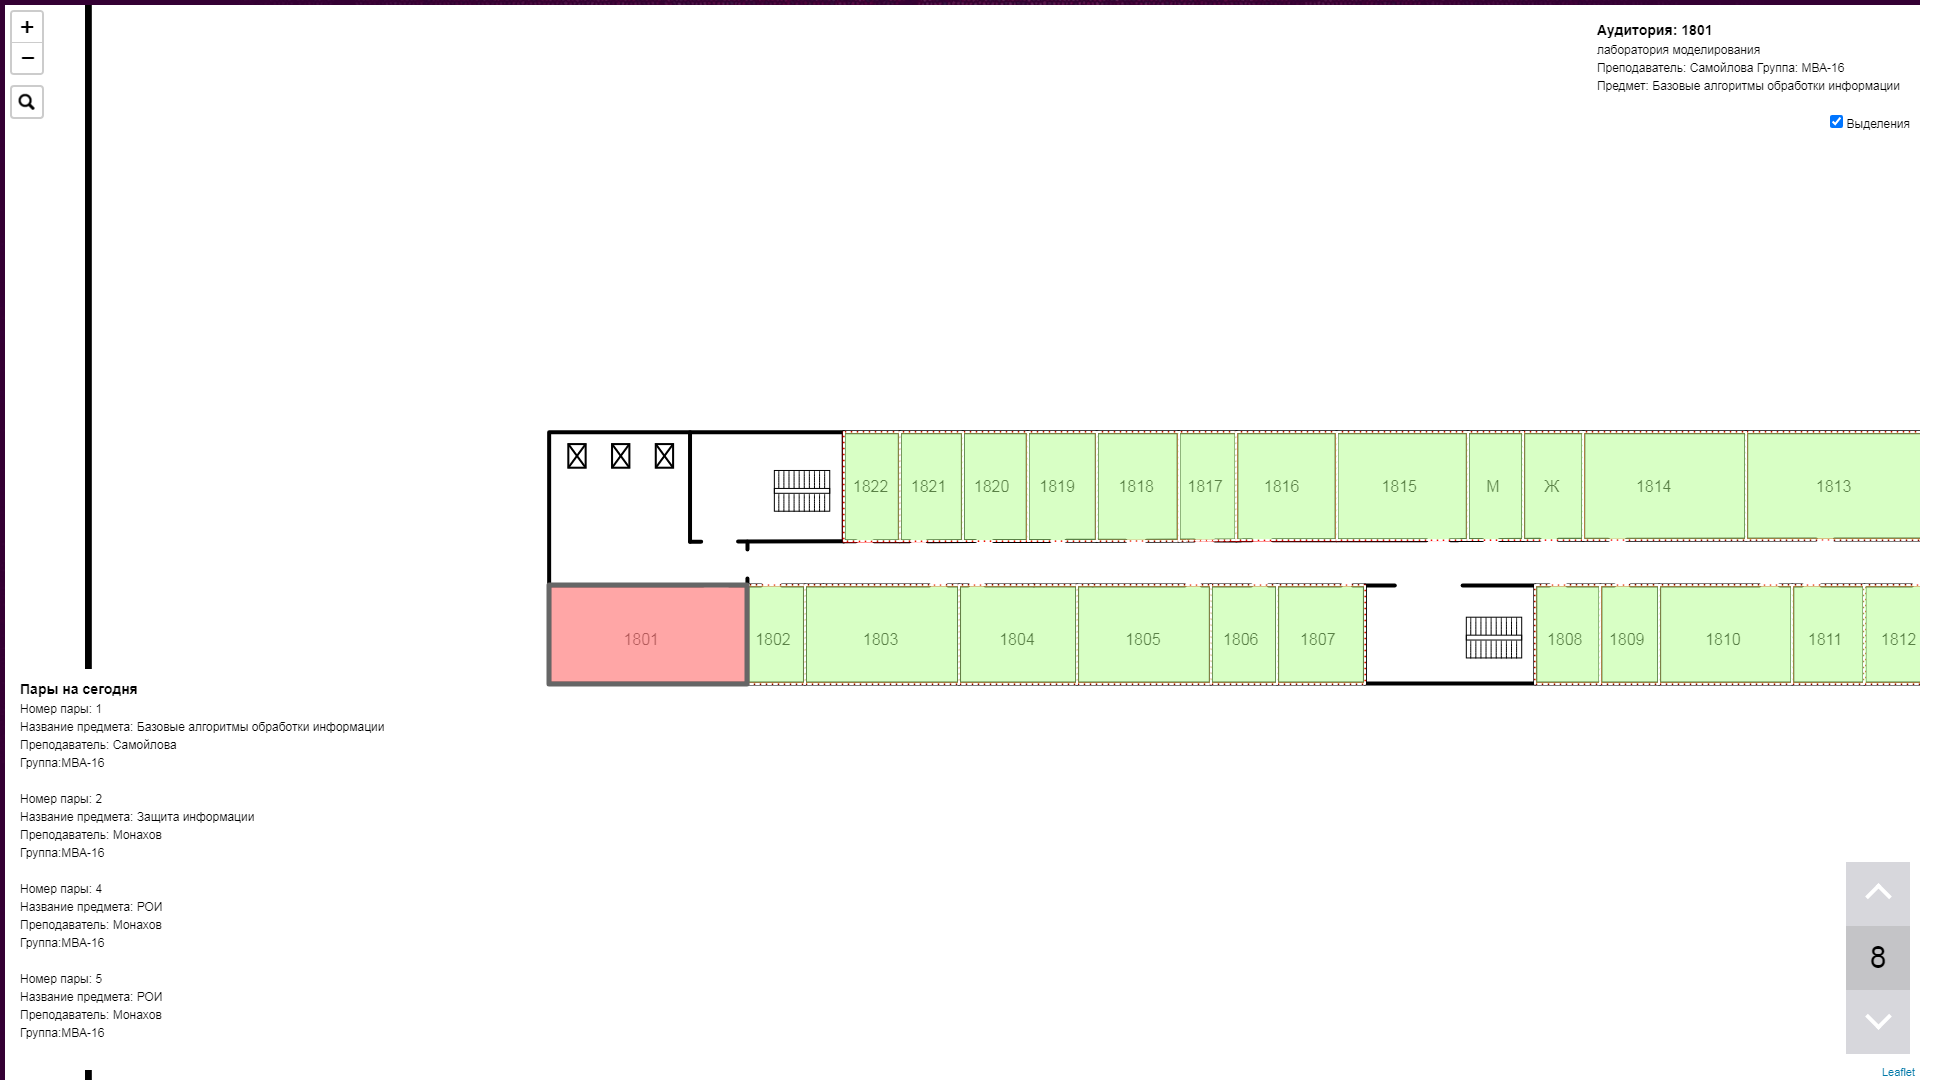 +
−
Аудитория: 1801
лаборатория моделирования
Преподаватель: Самойлова Группа: МВА-16
Предмет: Базовые алгоритмы обработки информации
Выделения
1822 1821 1820 1819 1818 1817 1816 1815 М Ж 1814 1813
1801 1802 1803 1804 1805 1806 1807 1808 1809 1810 1811 1812
Пары на сегодня
Номер пары: 1
Название предмета: Базовые алгоритмы обработки информации
Преподаватель: Самойлова
Группа:МВА-16
Номер пары: 2
Название предмета: Защита информации
Преподаватель: Монахов
Группа:МВА-16
Номер пары: 4
Название предмета: РОИ
Преподаватель: Монахов
Группа:МВА-16
Номер пары: 5
Название предмета: РОИ
Преподаватель: Монахов
Группа:МВА-16
8
Leaflet